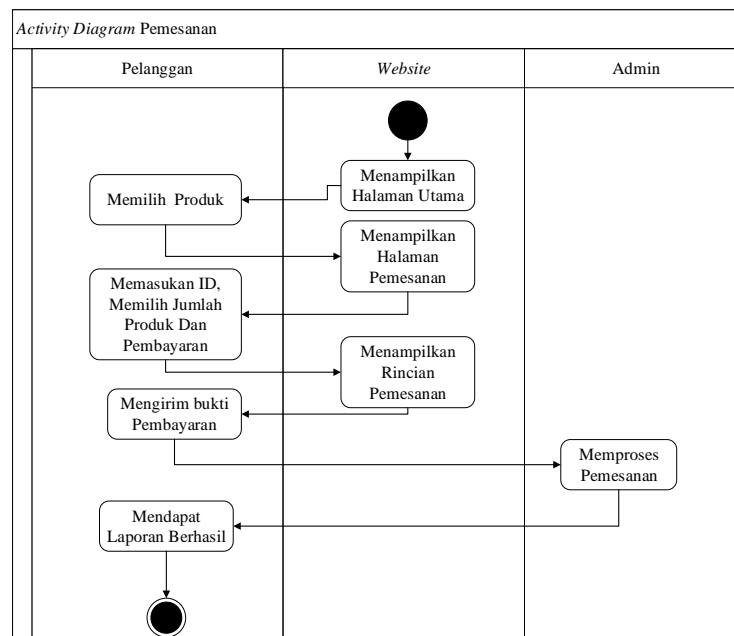 Activity Diagram Pemesanan
Pelanggan
Website
Admin
Menampilkan
Halaman Utama
Memilih Produk
Menampilkan
Halaman
Pemesanan
Memasukan ID,
Memilih Jumlah
Produk Dan
Pembayaran
Menampilkan
Rincian
Pemesanan
Mengirim bukti
Pembayaran
Memproses
Pemesanan
Mendapat
Laporan Berhasil